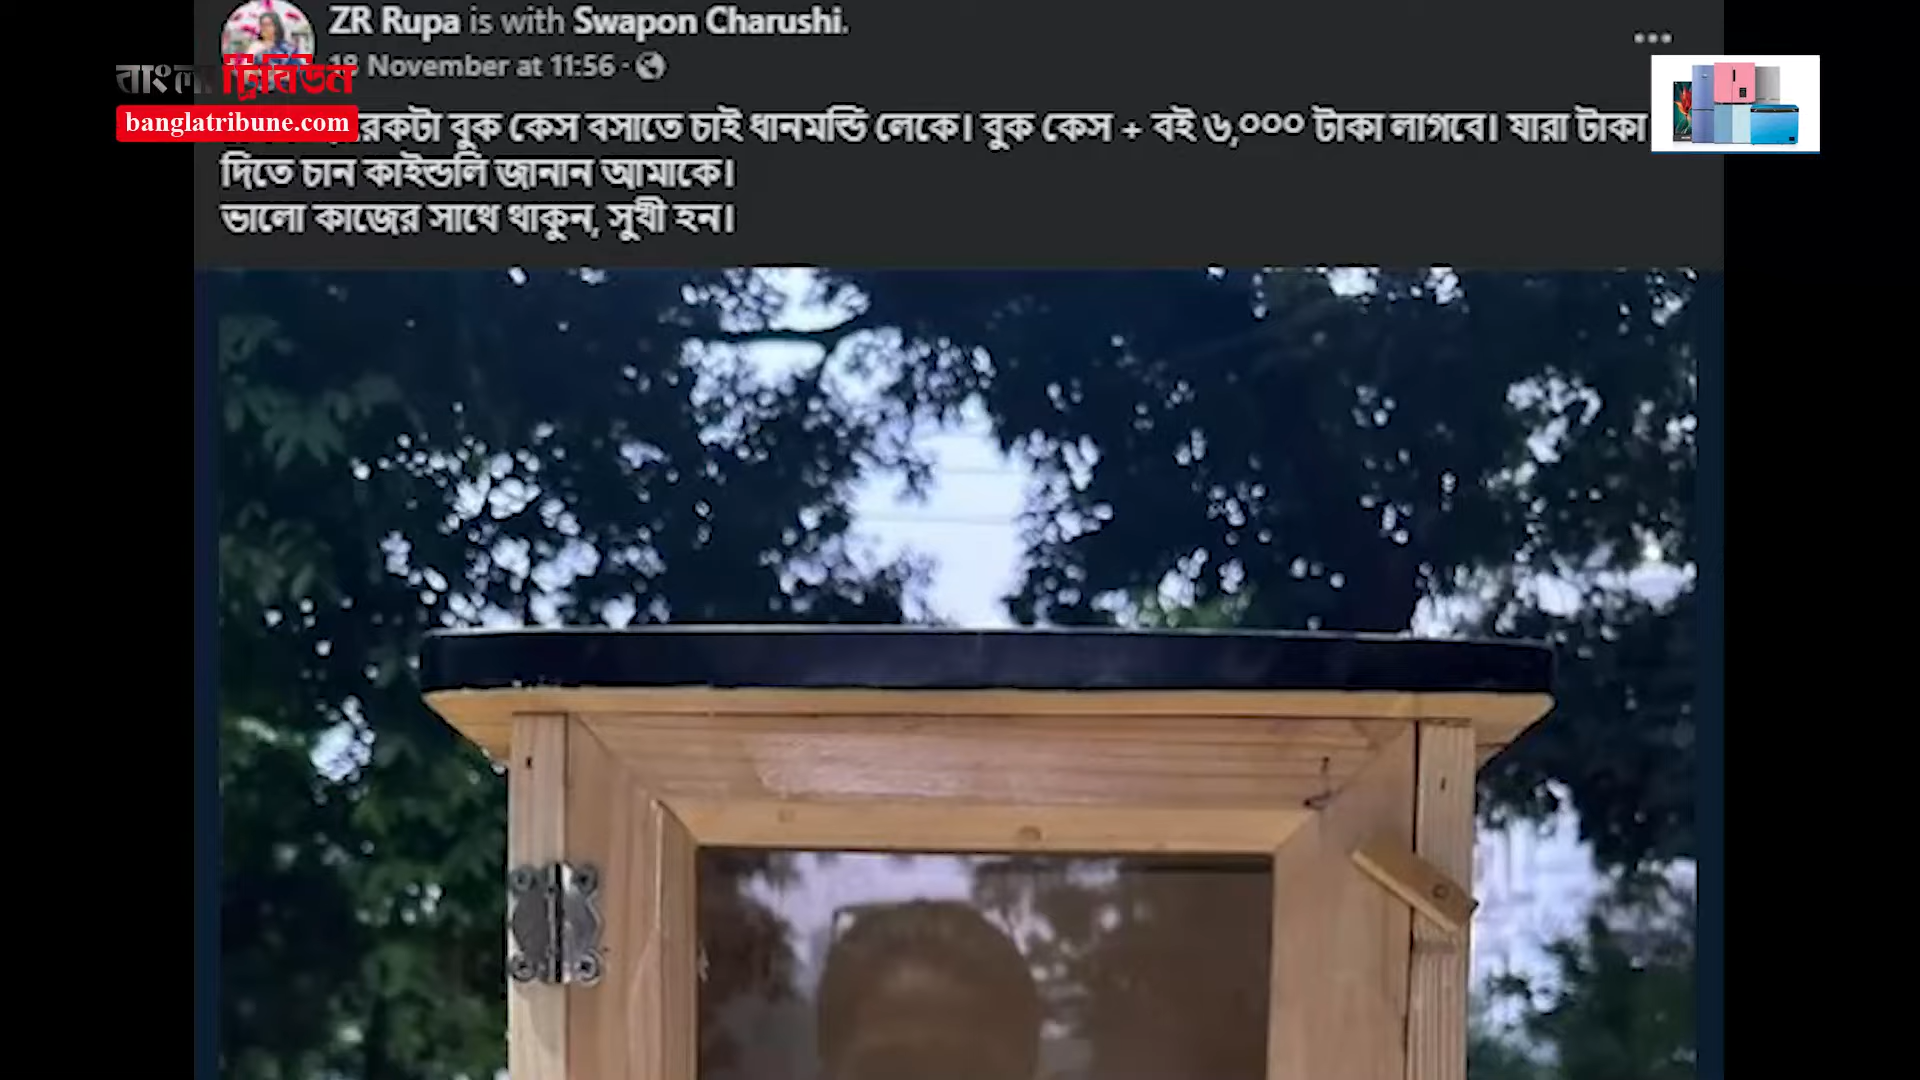 ZR Rupa is with Swapon Charushi.
18 November at 11:56
বাংলা ট্রিবিউন
banglatribune.com
বুক কেস বসাতে চাই ধানমন্ডি লেকে। বুক কেস + বই ৬,০০০ টাকা লাগবে। যারা টাকা
দিতে চান কাইন্ডলি জানান আমাকে।
ভালো কাজের সাথে থাকুন, সুখী হন।